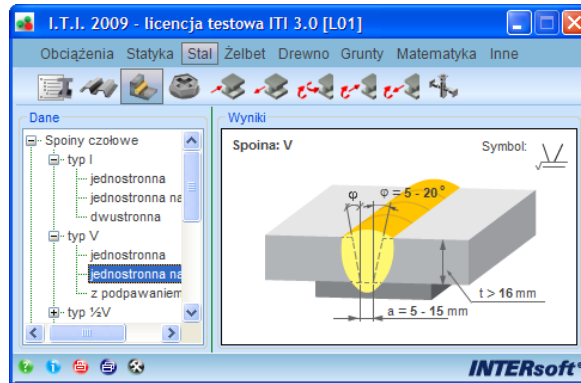 I.T.I. 2009 - licencja testowa ITI 3.0 [L01]
Obciążenia Statyka Stal Żelbet Drewno Grunty Matematyka Inne
Dane
Spoiny czołowe
typ I
jednostronna
jednostronna na
dwustronna
typ V
jednostronna
jednostronna na
z podpawaniem
typ ½V
Wyniki
Spoina: V
Symbol:
φ
φ = 5 - 20°
t > 16 mm
a = 5 - 15 mm
INTERsoft